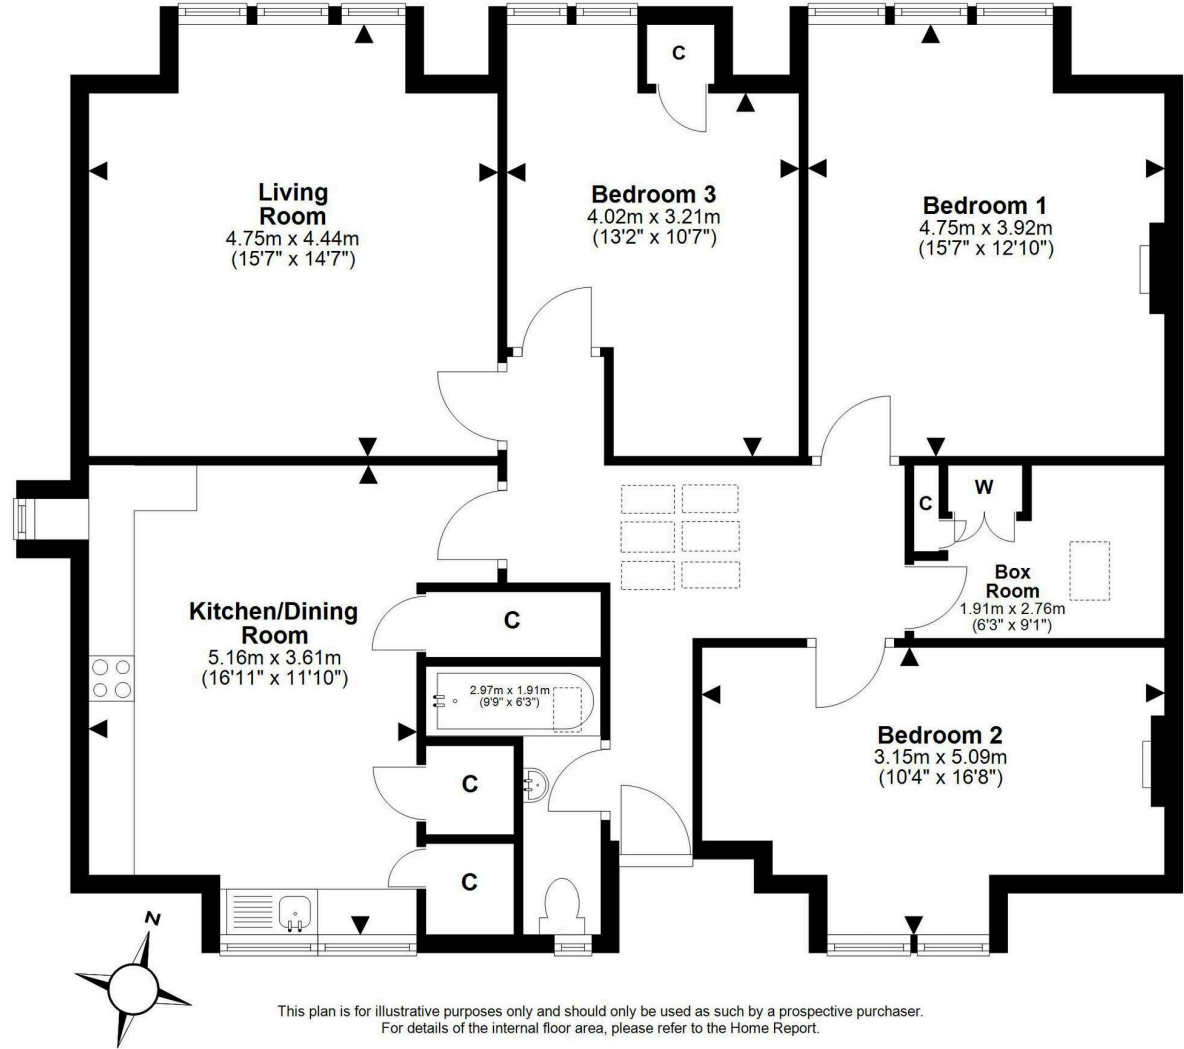 C
Living
Room
4.75m x 4.44m
(15'7" x 14'7")
Bedroom 3
4.02m x 3.21m
(13'2" x 10'7")
Bedroom 1
4.75m x 3.92m
(15'7" x 12'10")
C
W
Box
Room
1.91m x 2.76m
(6'3" x 9'1")
Kitchen/Dining
Room
5.16m x 3.61m
(16'11" x 11'10")
C
2.97m x 1.91m
(9'9" x 6'3")
C
C
Bedroom 2
3.15m x 5.09m
(10'4" x 16'8")
N
This plan is for illustrative purposes only and should only be used as such by a prospective purchaser.
For details of the internal floor area, please refer to the Home Report.